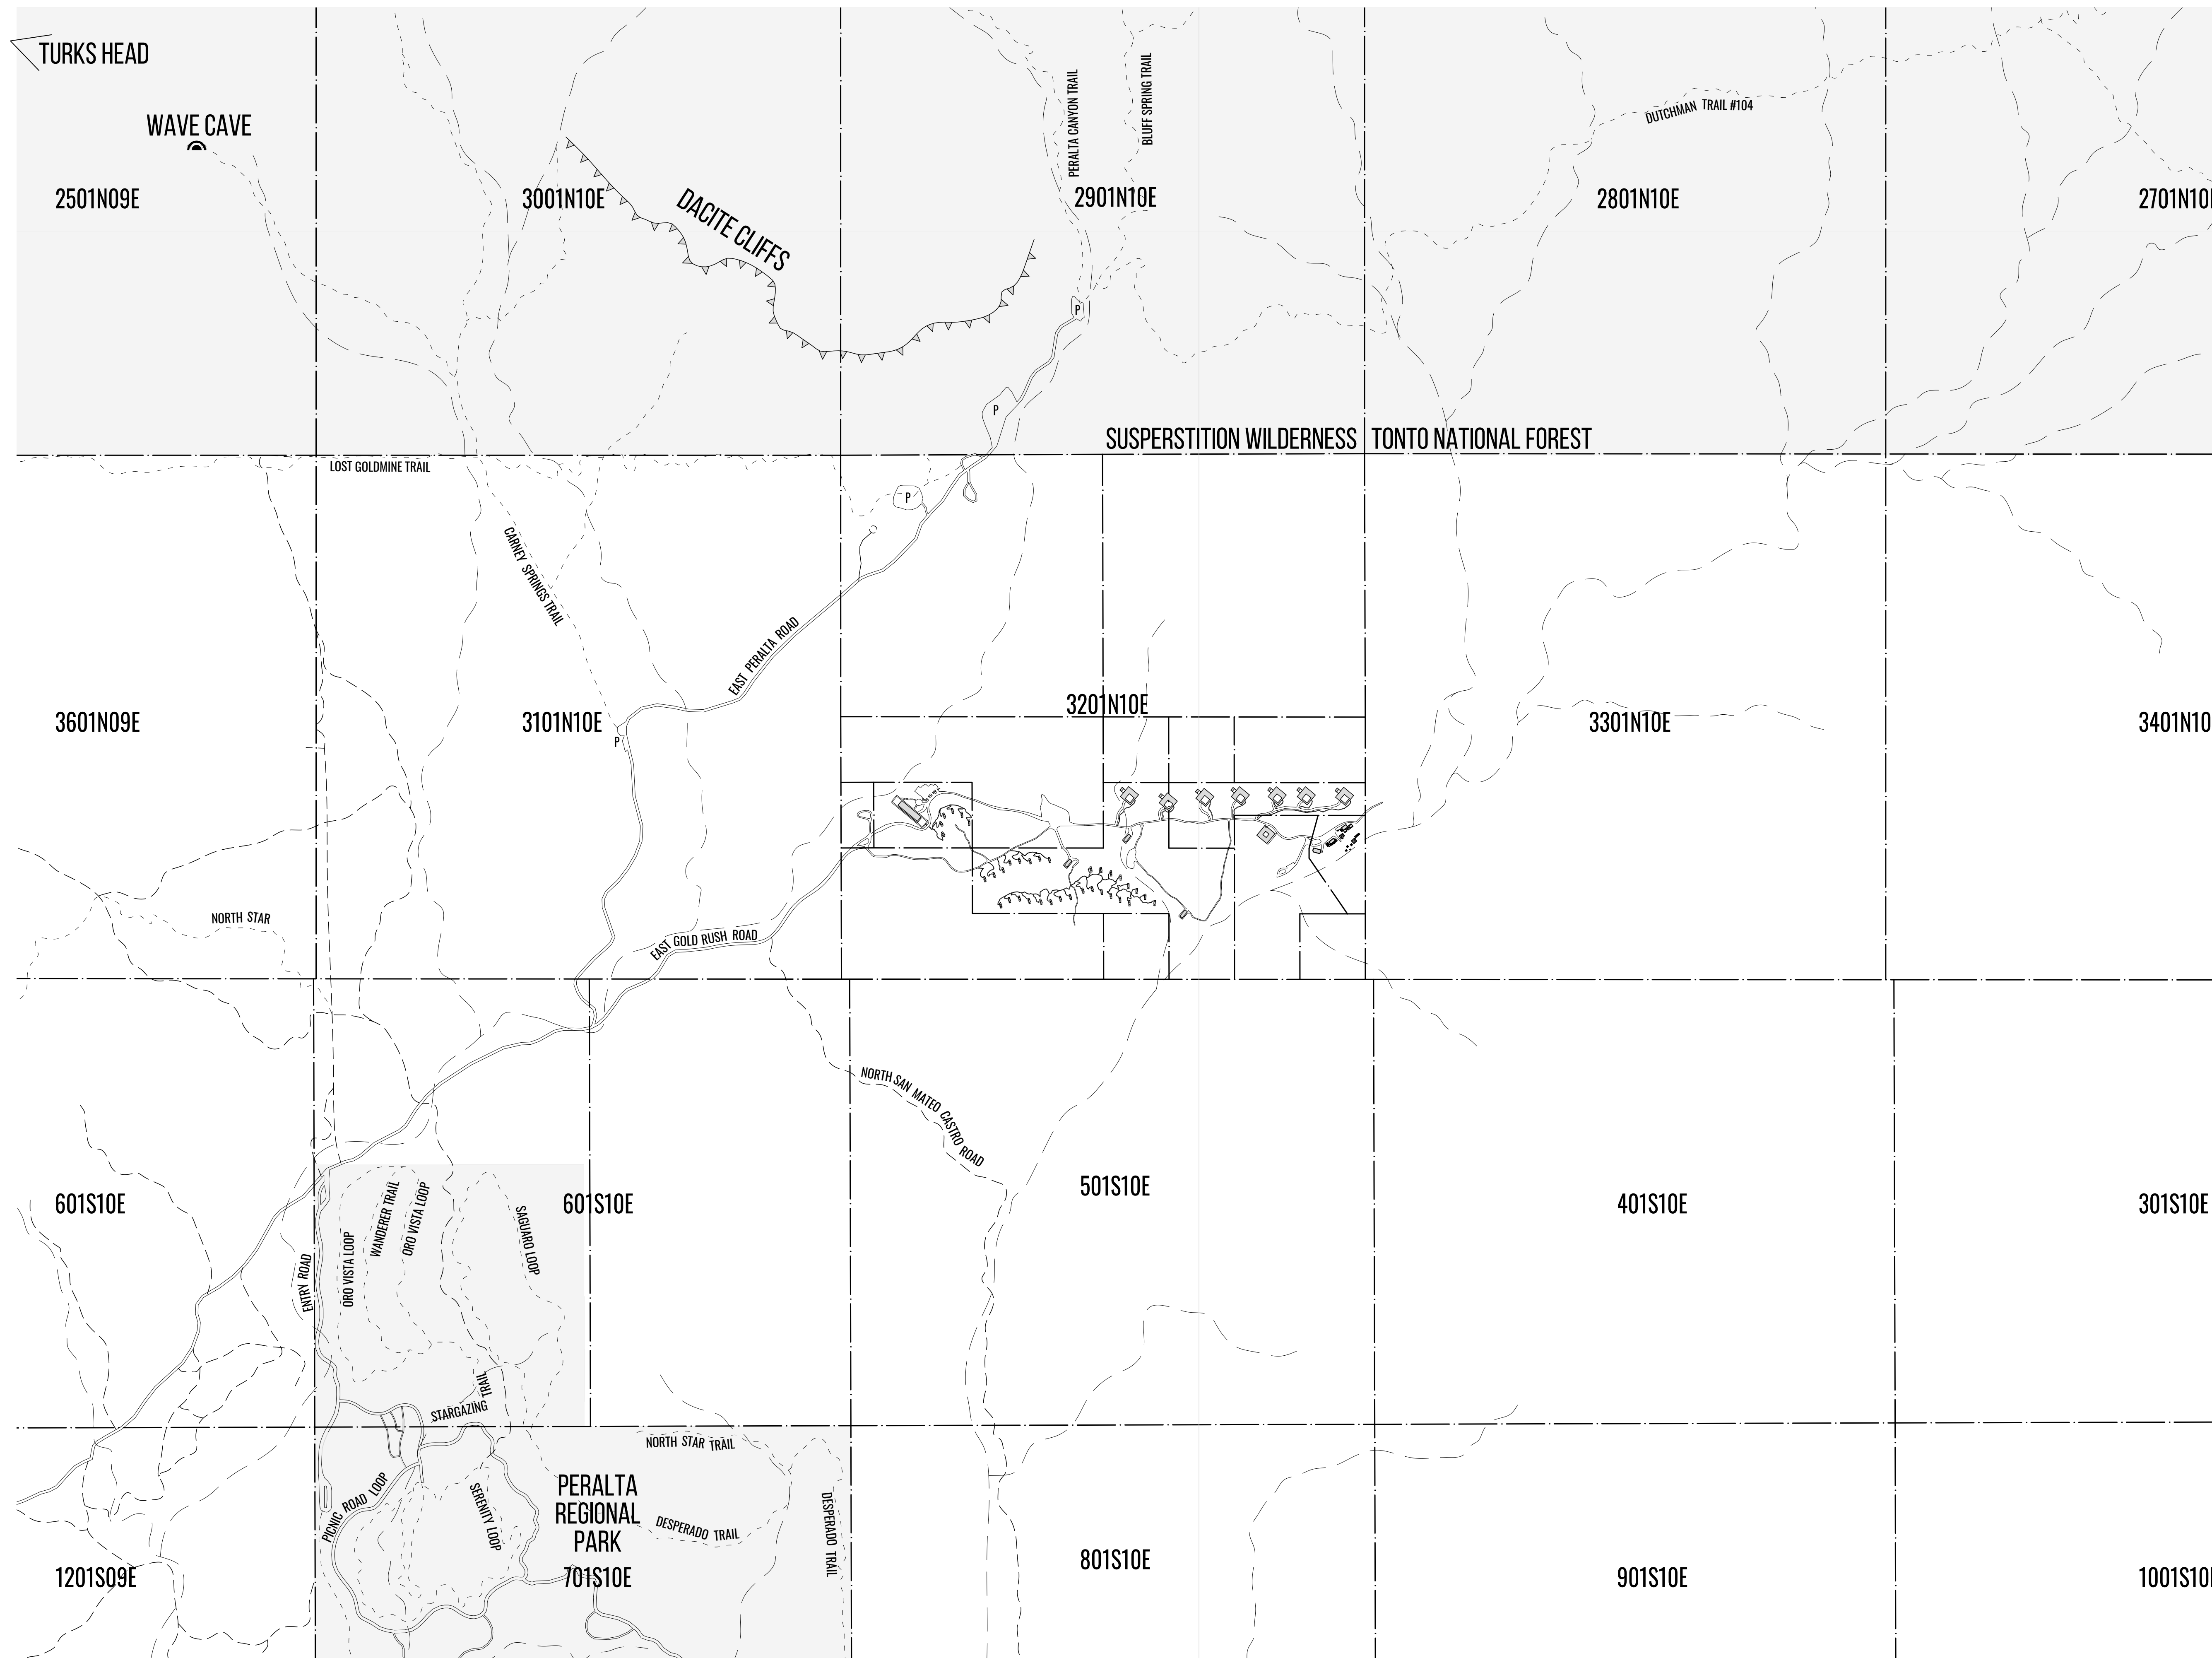 TURKS HEAD
WAVE CAVE
PERALTA CANYON TRAIL
BLUFF SPRING TRAIL
DUTCHMAN TRAIL #104
2501N09E
3001N10E
DACITE CLIFFS
2901N10E
2801N10E
2701N10
P
P
SUSPERSTITION WILDERNESS
TONTO NATIONAL FOREST
LOST GOLDMINE TRAIL
P
CARNEY SPRINGS TRAIL
EAST PERALTA ROAD
3601N09E
3101N10E
P
3201N10E
3301N10E
3401N10
NORTH STAR
EAST GOLD RUSH ROAD
NORTH SAN MATEO CASTRO ROAD
601S10E
ENTRY ROAD
ORO VISTA LOOP
WANDERER TRAIL
ORO VISTA LOOP
SAGUARO LOOP
601S10E
501S10E
401S10E
301S10E
STARGAZING
TRAIL
NORTH STAR TRAIL
PICNIC ROAD LOOP
SERENITY LOOP
PERALTA
REGIONAL
PARK
DESPERADO TRAIL
DESPERADO TRAIL
1201S09E
701S10E
801S10E
901S10E
1001S10